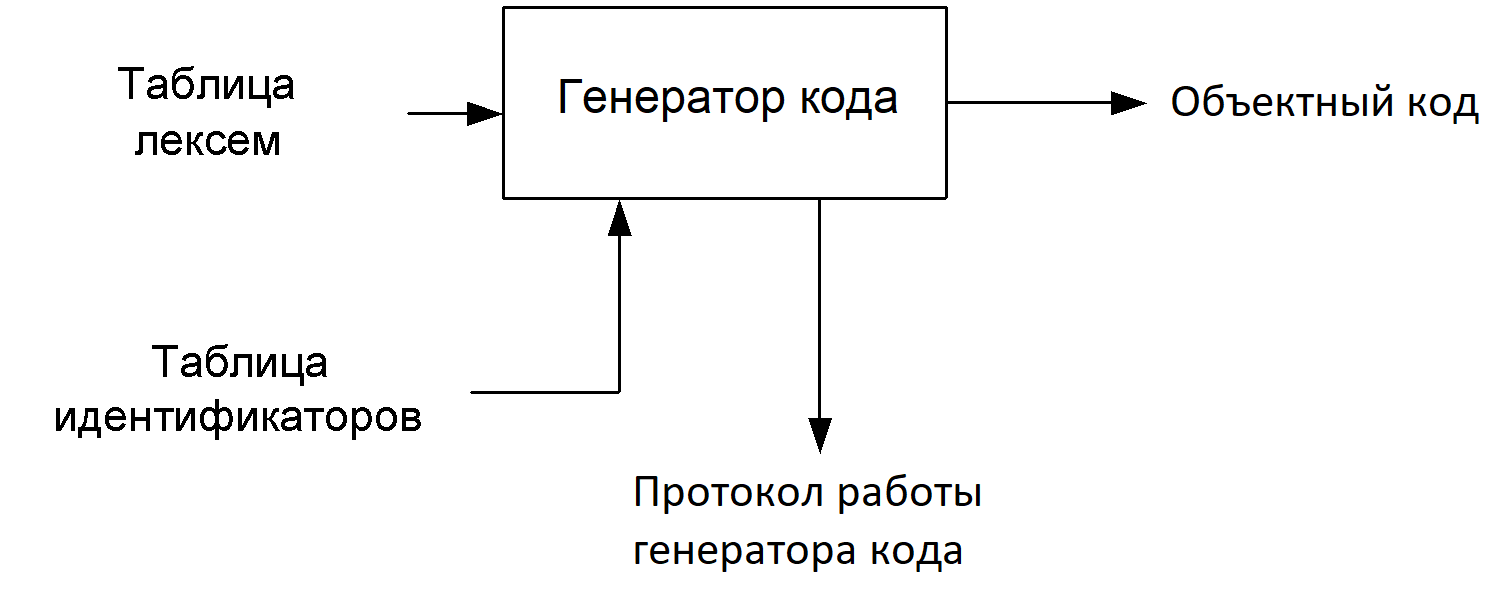 Таблица
лексем
Генератор кода
Объектный код
Таблица
идентификаторов
Протокол работы
генератора кода